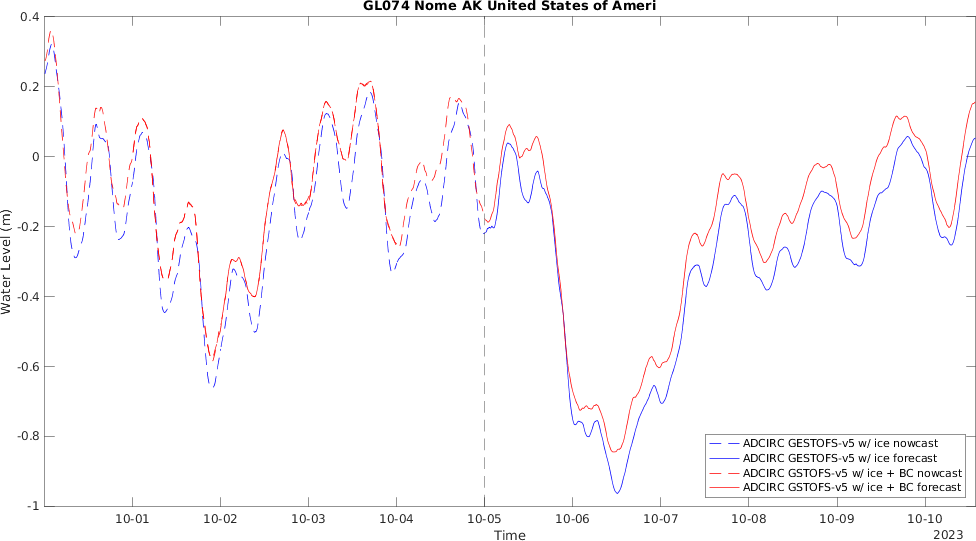 GL074 Nome AK United States of Ameri
0.4
0.2
0
-0.2
-0.4
-0.6
-0.8
-1
Water Level (m)
10-01 10-02 10-03 10-04 10-05 10-06 10-07 10-08 10-09 10-10
Time
2023
ADCIRC GESTOFS-v5 w/ ice nowcast
ADCIRC GESTOFS-v5 w/ ice forecast
ADCIRC GSTOFS-v5 w/ ice + BC nowcast
ADCIRC GSTOFS-v5 w/ ice + BC forecast